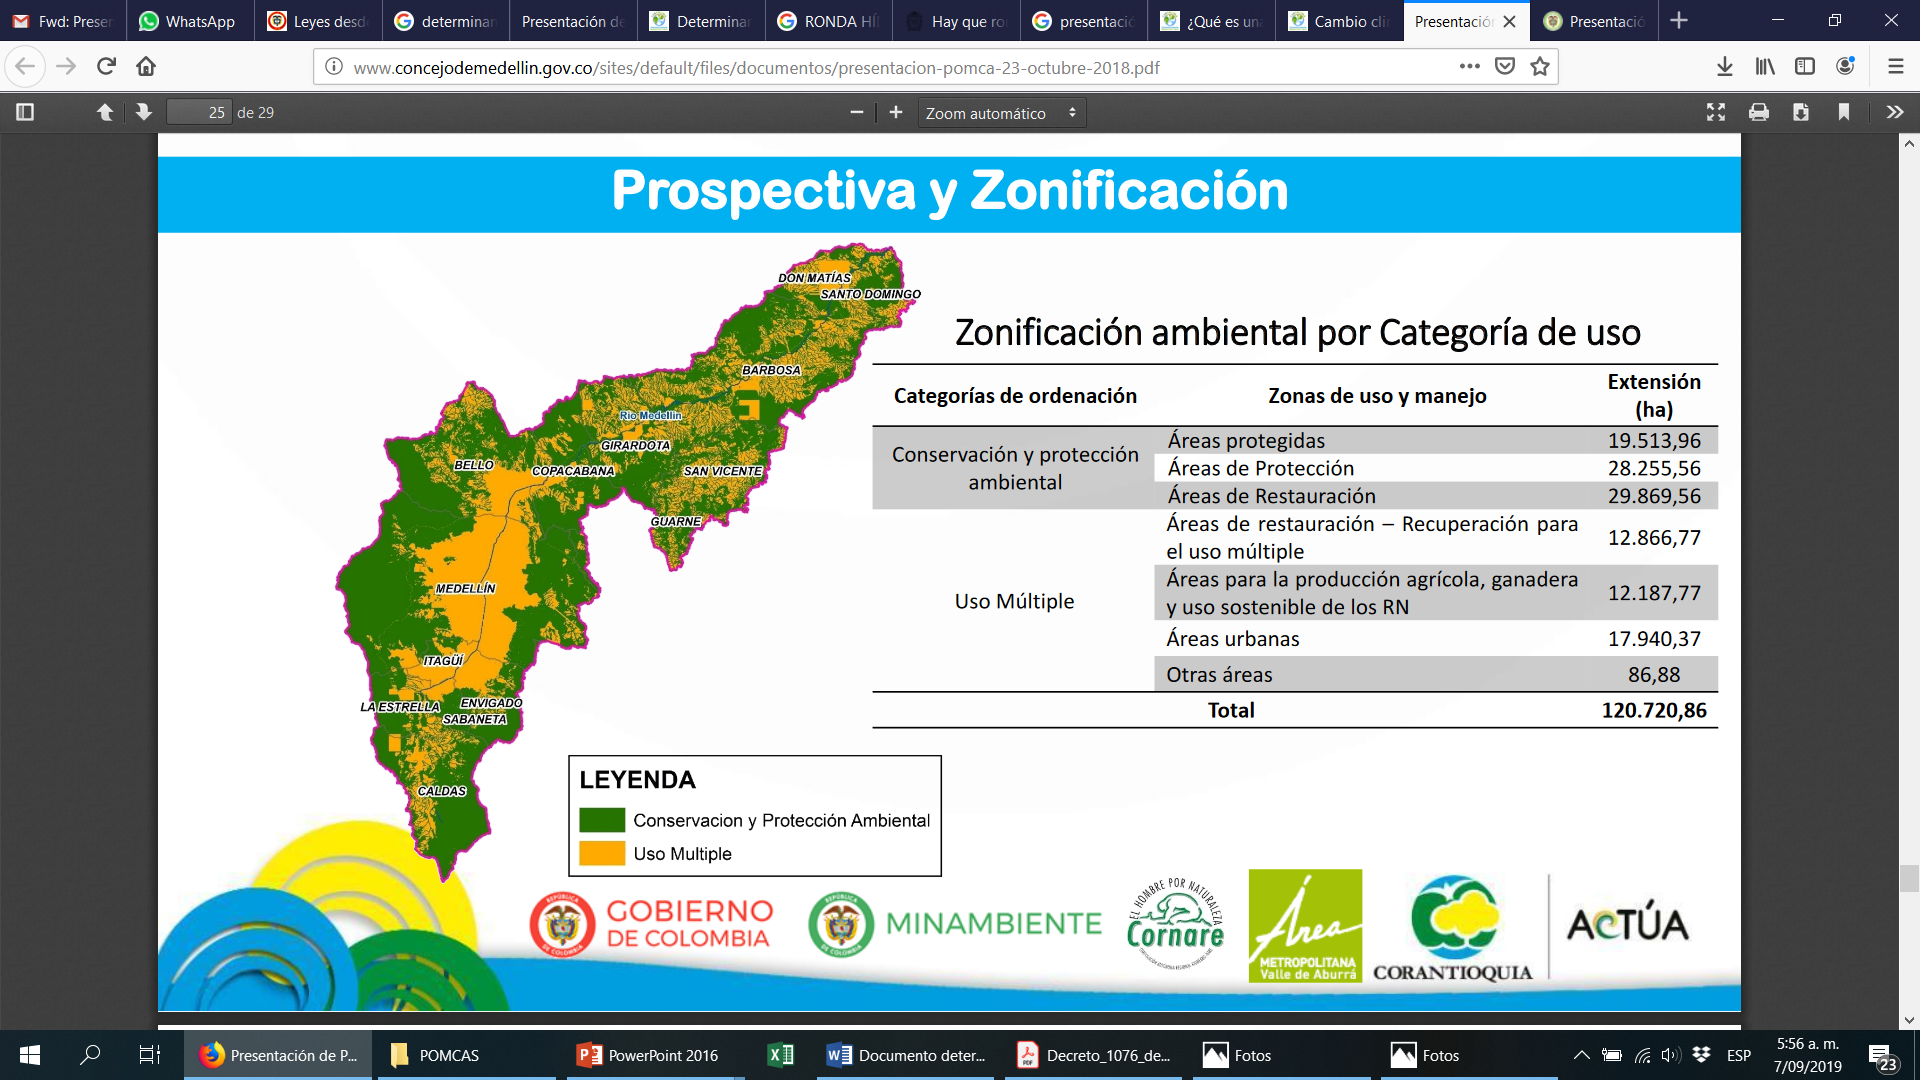 Fwd: Preser
WhatsApp
Leyes desd
determinan
Presentación de
Determinar
RONDA HÍ
Hay que ro
presentaci
¿Qué es una
Cambio cli
Presentación
Presentació
www.concejodemedellin.gov.co/sites/default/files/documentos/presentacion-pomca-23-octubre-2018.pdf
25 de 29
Zoom automático
Prospectiva y Zonificación
DON MATÍAS
SANTO DOMINGO
BARBOSA
Río Medellín
GIRARDOTA
BELLO
COPACABANA
SAN VICENTE
GUARNE
MEDELLÍN
ITAGÜÍ
LA ESTRELLA
ENVIGADO
SABANETA
CALDAS
Zonificación ambiental por Categoría de uso
Categorías de ordenación Zonas de uso y manejo Extensión
(ha)
Conservación y protección
ambiental
Áreas protegidas 19.513,96
Áreas de Protección 28.255,56
Áreas de Restauración 29.869,56
Uso Múltiple
Áreas de restauración – Recuperación para
el uso múltiple 12.866,77
Áreas para la producción agrícola, ganadera
y uso sostenible de los RN 12.187,77
Áreas urbanas 17.940,37
Otras áreas 86,88
Total 120.720,86
LEYENDA
Conservacion y Protección Ambiental
Uso Multiple
GOBIERNO
DE COLOMBIA
MINAMBIENTE
EL HOMBRE POR NATURALEZA
Cornare
Área
METROPOLITANA
Valle de Aburrá
CORANTIOQUIA
ACTÚA
Presentación de P...
POMCAS
PowerPoint 2016
Documento deter...
Decreto_1076_de...
Fotos
Fotos
ESP
5:56 a. m.
7/09/2019
23